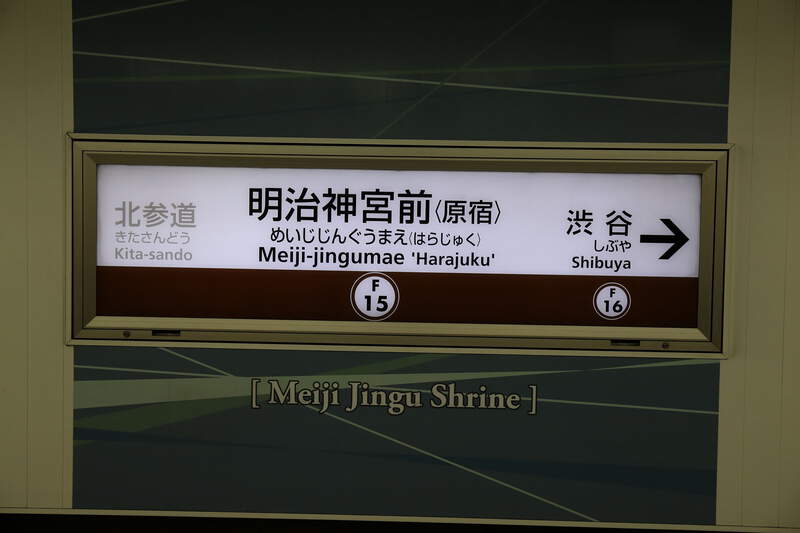 北参道
きたさんどう
Kita-sando
明治神宮前〈原宿〉
めいじじんぐうまえ〈はらじゅく〉
Meiji-jingumae 'Harajuku'
渋谷
しぶや
Shibuya
F
15
F
16
[ Meiji Jingu Shrine ]